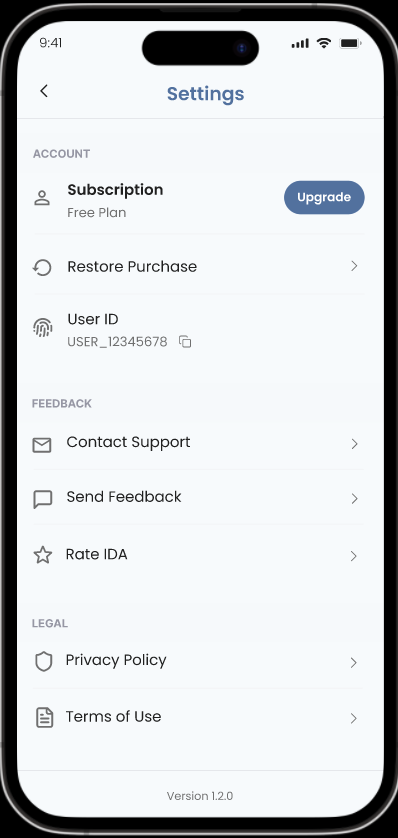 9:41
Settings
ACCOUNT
Subscription
Free Plan
Upgrade
Restore Purchase
User ID
USER_12345678
FEEDBACK
Contact Support
Send Feedback
Rate IDA
LEGAL
Privacy Policy
Terms of Use
Version 1.2.0